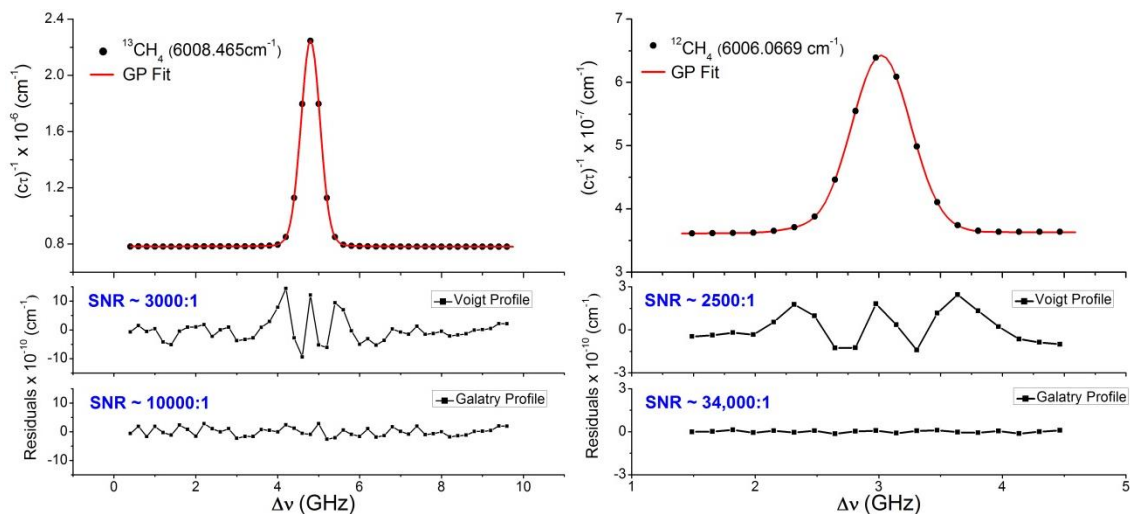 2.4
2.0
1.6
1.2
0.8
(cτ)⁻¹ x 10⁻⁶ (cm⁻¹)
¹³CH₄ (6008.465cm⁻¹)
GP Fit
10
0
-10
SNR ~ 3000:1
Voigt Profile
10
0
-10
SNR ~ 10000:1
Galatry Profile
Residuals x 10⁻¹⁰ (cm⁻¹)
0 2 4 6 8 10
Δν (GHz)
7
6
5
4
3
(cτ)⁻¹ x 10⁻⁷ (cm⁻¹)
¹²CH₄ (6006.0669 cm⁻¹)
GP Fit
3
0
-3
SNR ~ 2500:1
Voigt Profile
3
0
-3
SNR ~ 34,000:1
Galatry Profile
Residuals x 10⁻¹⁰ (cm⁻¹)
1 2 3 4 5
Δν (GHz)